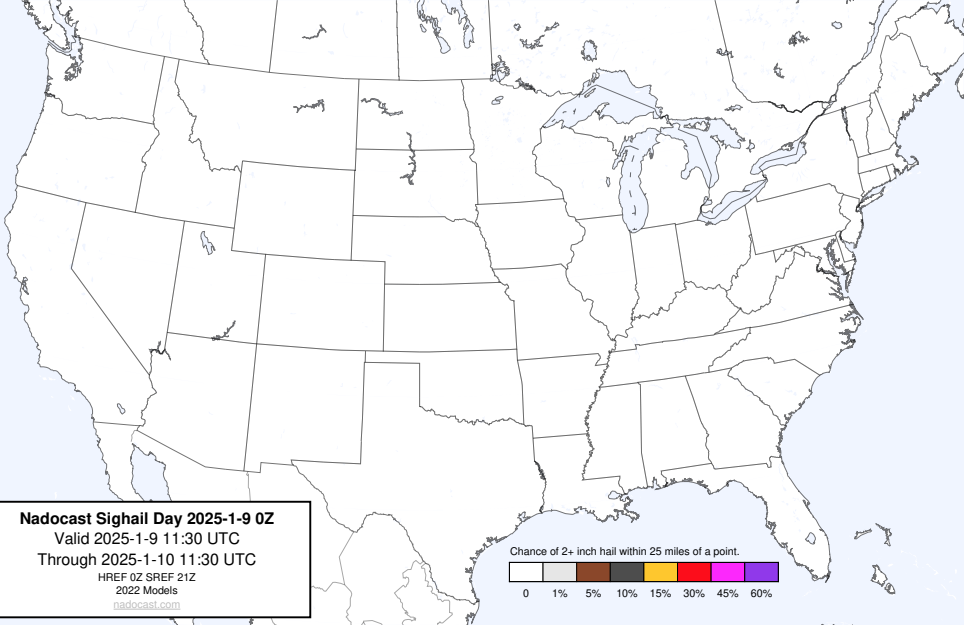 Nadocast Sighail Day 2025-1-9 0Z
Valid 2025-1-9 11:30 UTC
Through 2025-1-10 11:30 UTC
HREF 0Z SREF 21Z
2022 Models
nadocast.com
Chance of 2+ inch hail within 25 miles of a point.
0 1% 5% 10% 15% 30% 45% 60%